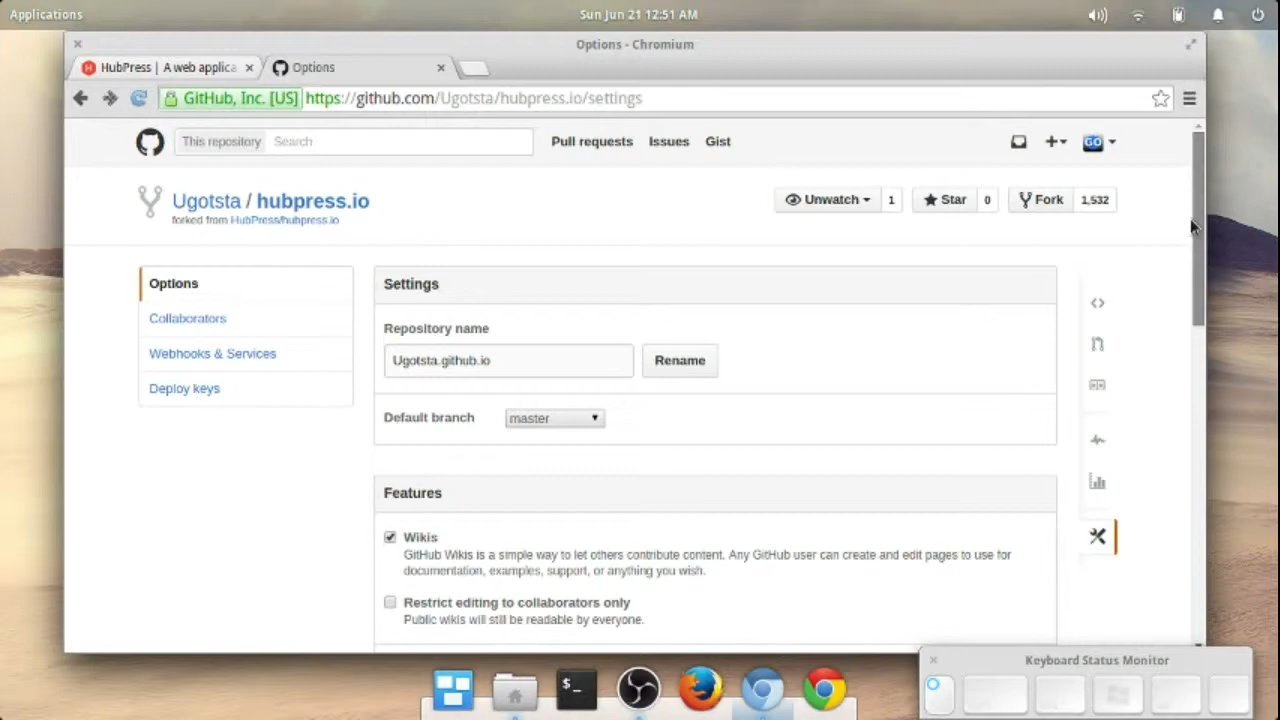 Applications
Sun Jun 21 12:51 AM
Options - Chromium
HubPress | A web applica
Options
GitHub, Inc. [US] https://github.com/Ugotsta/hubpress.io/settings
This repository Search
Pull requests Issues Gist
GO
Ugotsta / hubpress.io
forked from HubPress/hubpress.io
Unwatch 1 Star 0 Fork 1,532
Options
Collaborators
Webhooks & Services
Deploy keys
Settings
Repository name
Ugotsta.github.io
Rename
Default branch
master
Features
Wikis
GitHub Wikis is a simple way to let others contribute content. Any GitHub user can create and edit pages to use for
documentation, examples, support, or anything you wish.
Restrict editing to collaborators only
Public wikis will still be readable by everyone.
Keyboard Status Monitor
$_